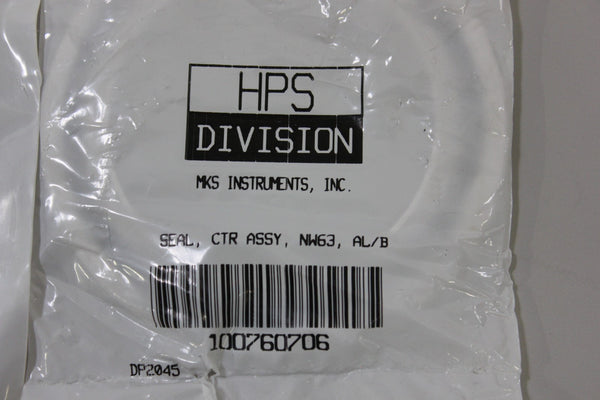 HPS
DIVISION
MKS INSTRUMENTS, INC.
SEAL, CTR ASSY, NW63, AL/B
100760706
DP2045